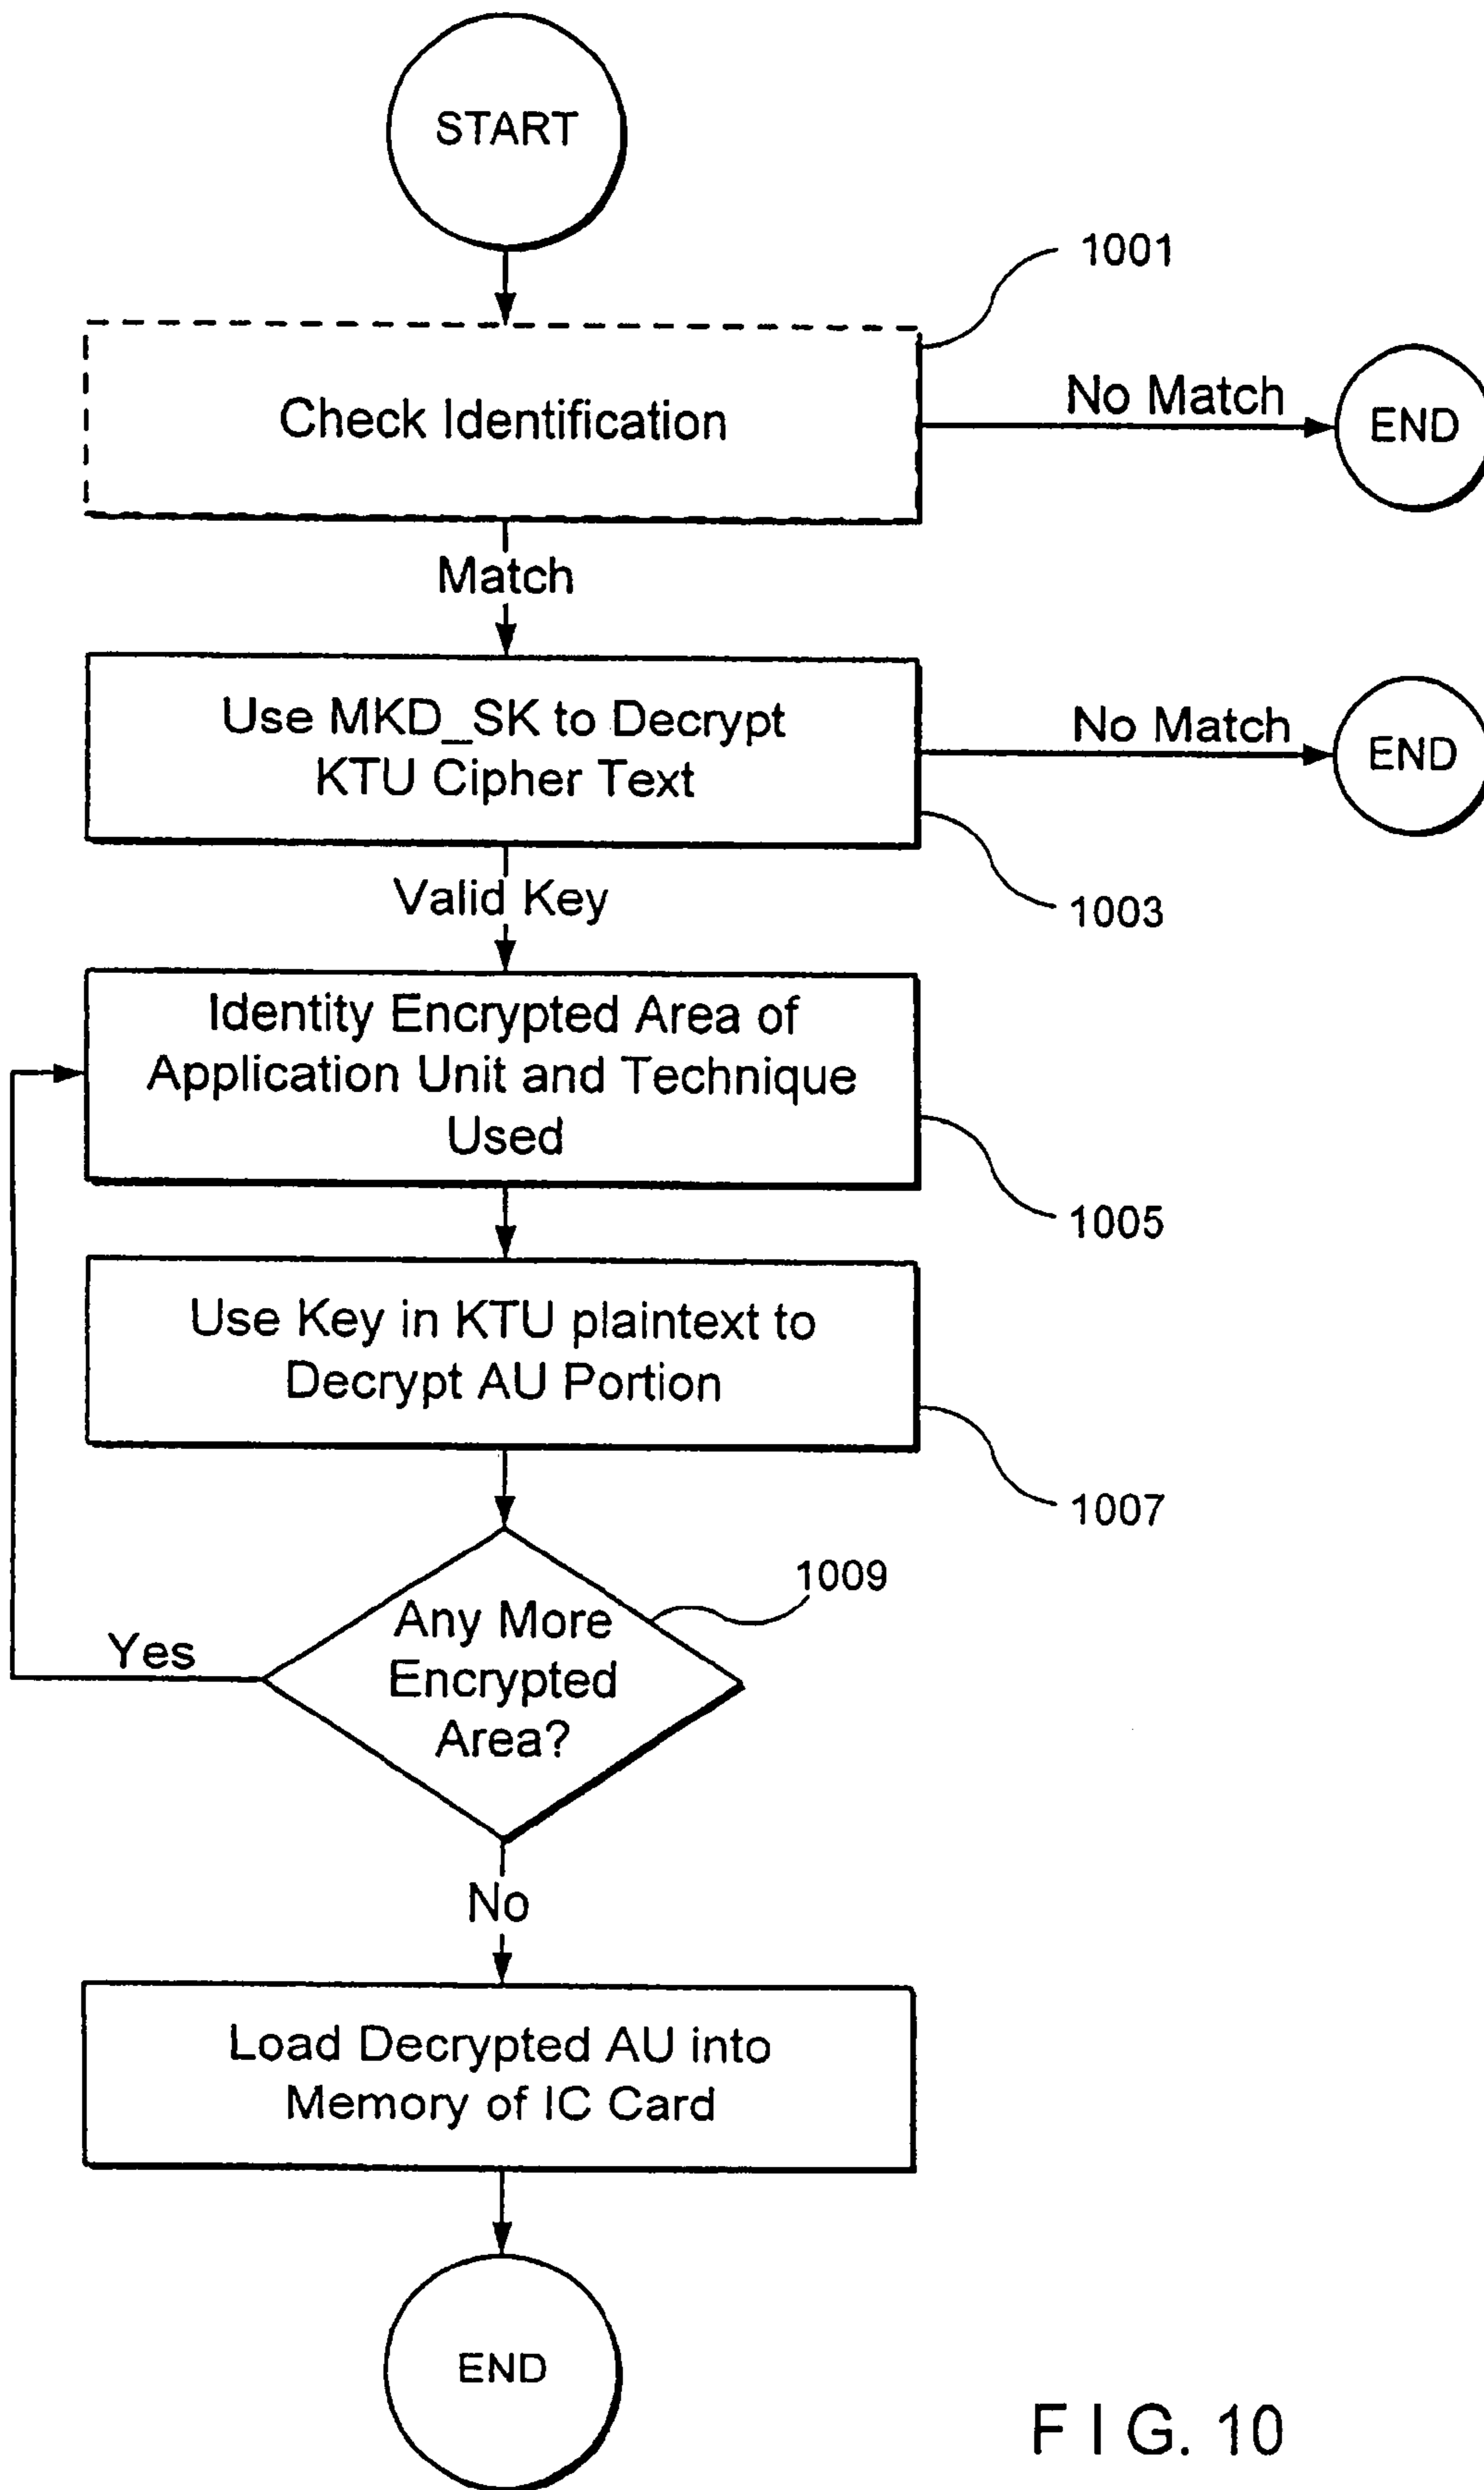 START
1001
Check Identification
No Match
END
Match
Use MKD_SK to Decrypt
KTU Cipher Text
No Match
END
1003
Valid Key
Identity Encrypted Area of
Application Unit and Technique
Used
1005
Use Key in KTU plaintext to
Decrypt AU Portion
1007
1009
Any More
Encrypted
Area?
Yes
No
Load Decrypted AU into
Memory of IC Card
END
FIG. 10